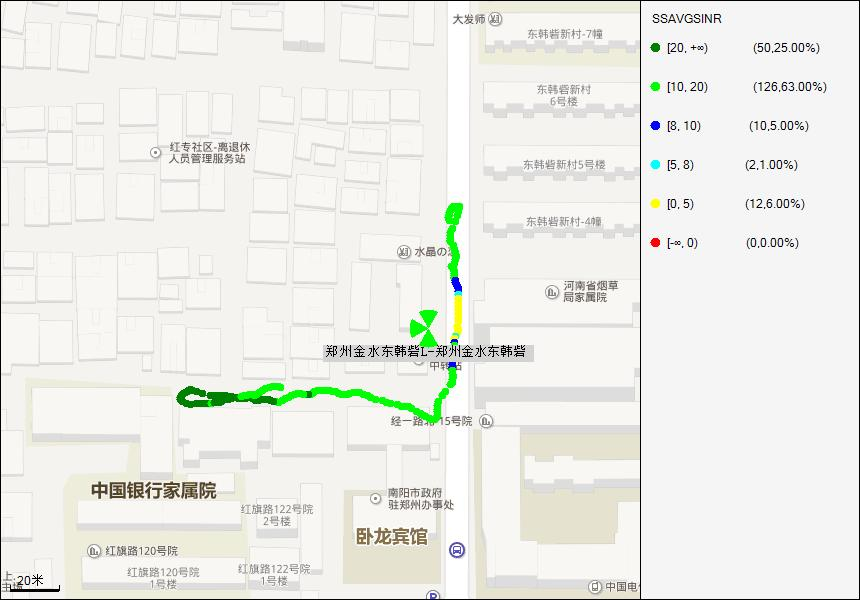 大发师
东韩砦新村-7幢
东韩砦新村
6号楼
红专社区-离退休
人员管理服务站
东韩砦新村5号楼
东韩砦新村-4幢
水晶の
河南省烟草
局家属院
郑州金水东韩砦L-郑州金水东韩砦
中转站
经一路北15号院
中国银行家属院
南阳市政府
驻郑州办事处
红旗路122号院
2号楼
卧龙宾馆
红旗路120号院
红旗路120号院
1号楼
红旗路122号院
1号楼
上
20米
中国电
P
SSAVGSINR
[20, +∞) (50,25.00%)
[10, 20) (126,63.00%)
[8, 10) (10,5.00%)
[5, 8) (2,1.00%)
[0, 5) (12,6.00%)
[-∞, 0) (0,0.00%)